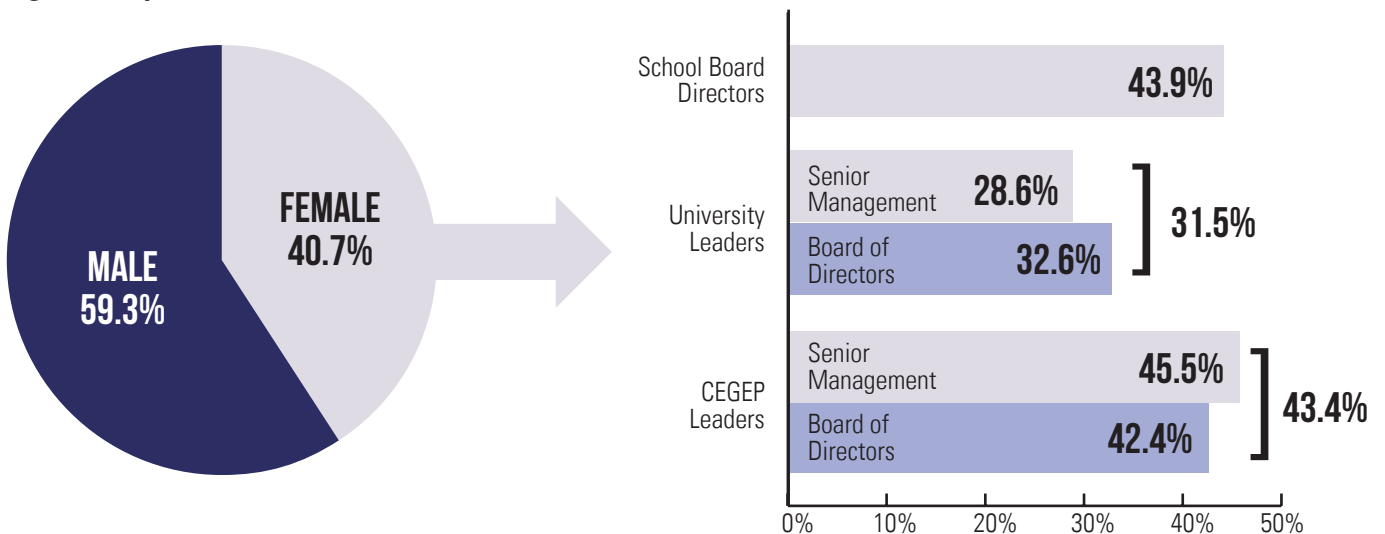 FEMALE
40.7%
MALE
59.3%
School Board
Directors
43.9%
University
Leaders
Senior
Management
28.6%
Board of
Directors
32.6%
31.5%
CEGEP
Leaders
Senior
Management
45.5%
Board of
Directors
42.4%
43.4%
0% 10% 20% 30% 40% 50%